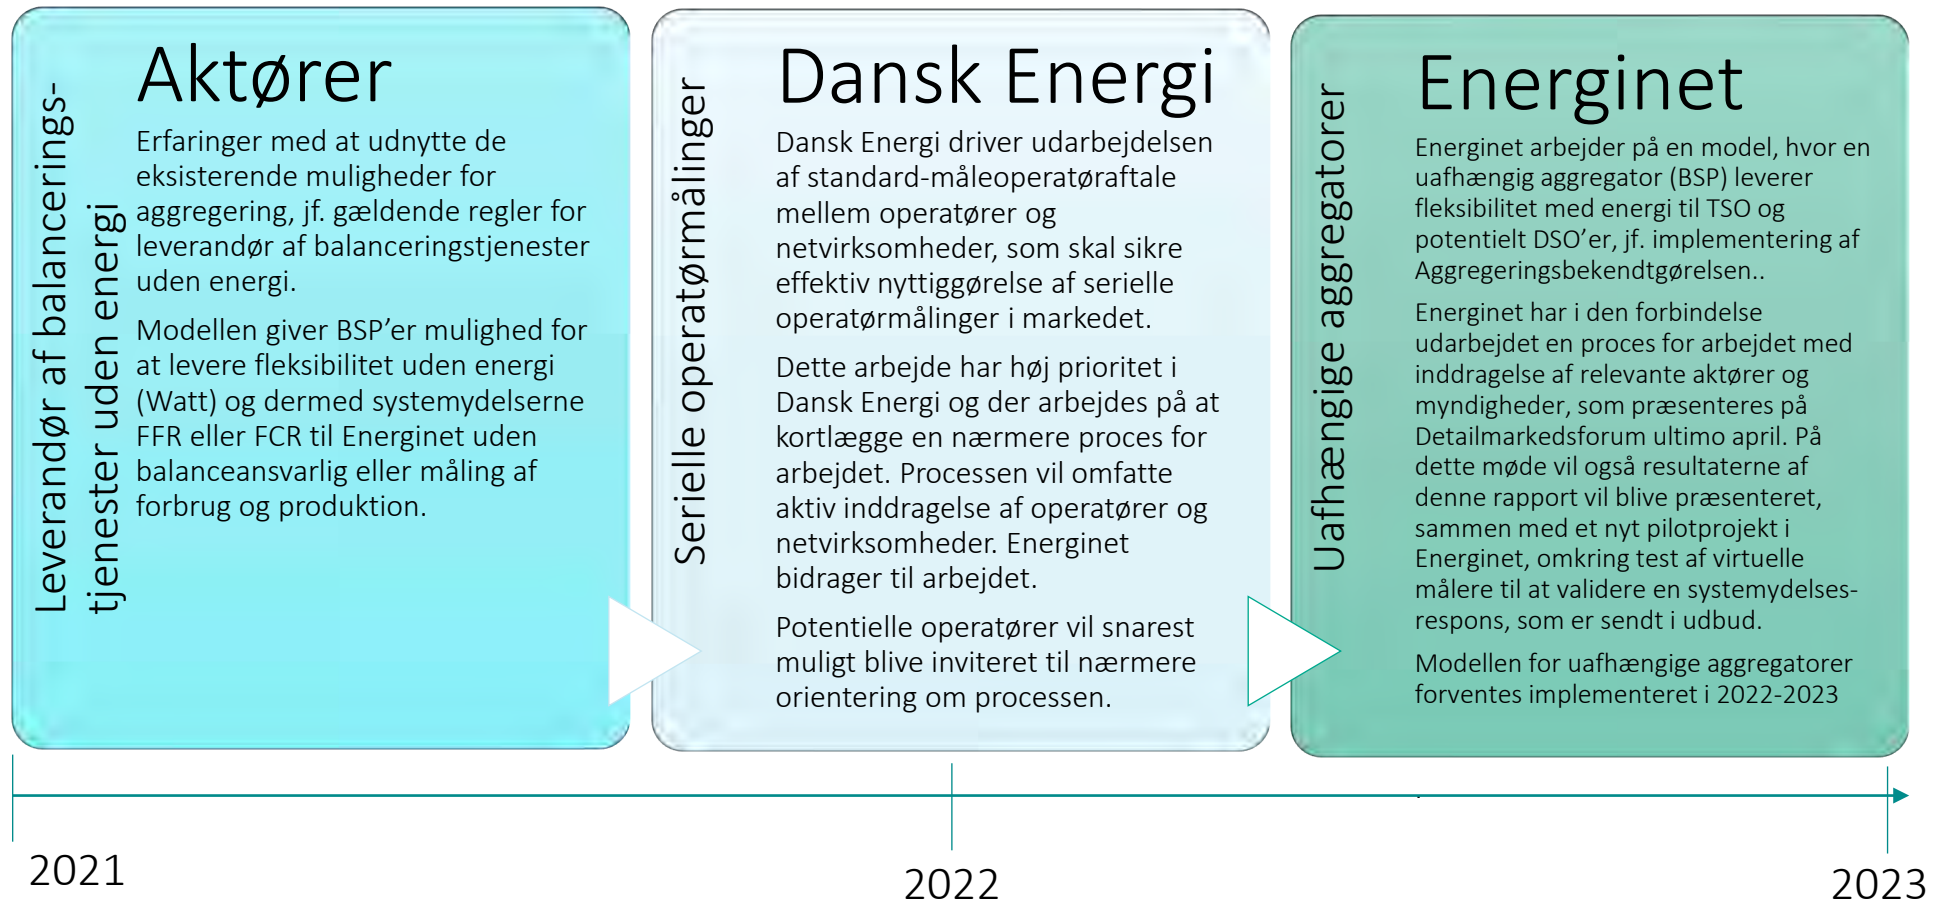 Leverandør af balancerings-
tjenester uden energi
Aktører
Erfaringer med at udnytte de
eksisterende muligheder for
aggregering, jf. gældende regler for
leverandør af balanceringstjenester
uden energi.
Modellen giver BSP’er mulighed for
at levere fleksibilitet uden energi
(Watt) og dermed systemydelserne
FFR eller FCR til Energinet uden
balanceansvarlig eller måling af
forbrug og produktion.
Serielle operatørmålinger
Dansk Energi
Dansk Energi driver udarbejdelsen
af standard-måleoperatøraftale
mellem operatører og
netvirksomheder, som skal sikre
effektiv nyttiggørelse af serielle
operatørmålinger i markedet.
Dette arbejde har høj prioritet i
Dansk Energi og der arbejdes på at
kortlægge en nærmere proces for
arbejdet. Processen vil omfatte
aktiv inddragelse af operatører og
netvirksomheder. Energinet
bidrager til arbejdet.
Potentielle operatører vil snarest
muligt blive inviteret til nærmere
orientering om processen.
Uafhængige aggregatorer
Energinet
Energinet arbejder på en model, hvor en
uafhængig aggregator (BSP) leverer
fleksibilitet med energi til TSO og
potentielt DSO’er, jf. implementering af
Aggregeringsbekendtgørelsen..
Energinet har i den forbindelse
udarbejdet en proces for arbejdet med
inddragelse af relevante aktører og
myndigheder, som præsenteres på
Detailmarkedsforum ultimo april. På
dette møde vil også resultaterne af
denne rapport vil blive præsenteret,
sammen med et nyt pilotprojekt i
Energinet, omkring test af virtuelle
målere til at validere en systemydelses-
respons, som er sendt i udbud.
Modellen for uafhængige aggregatorer
forventes implementeret i 2022-2023
2021
2022
2023